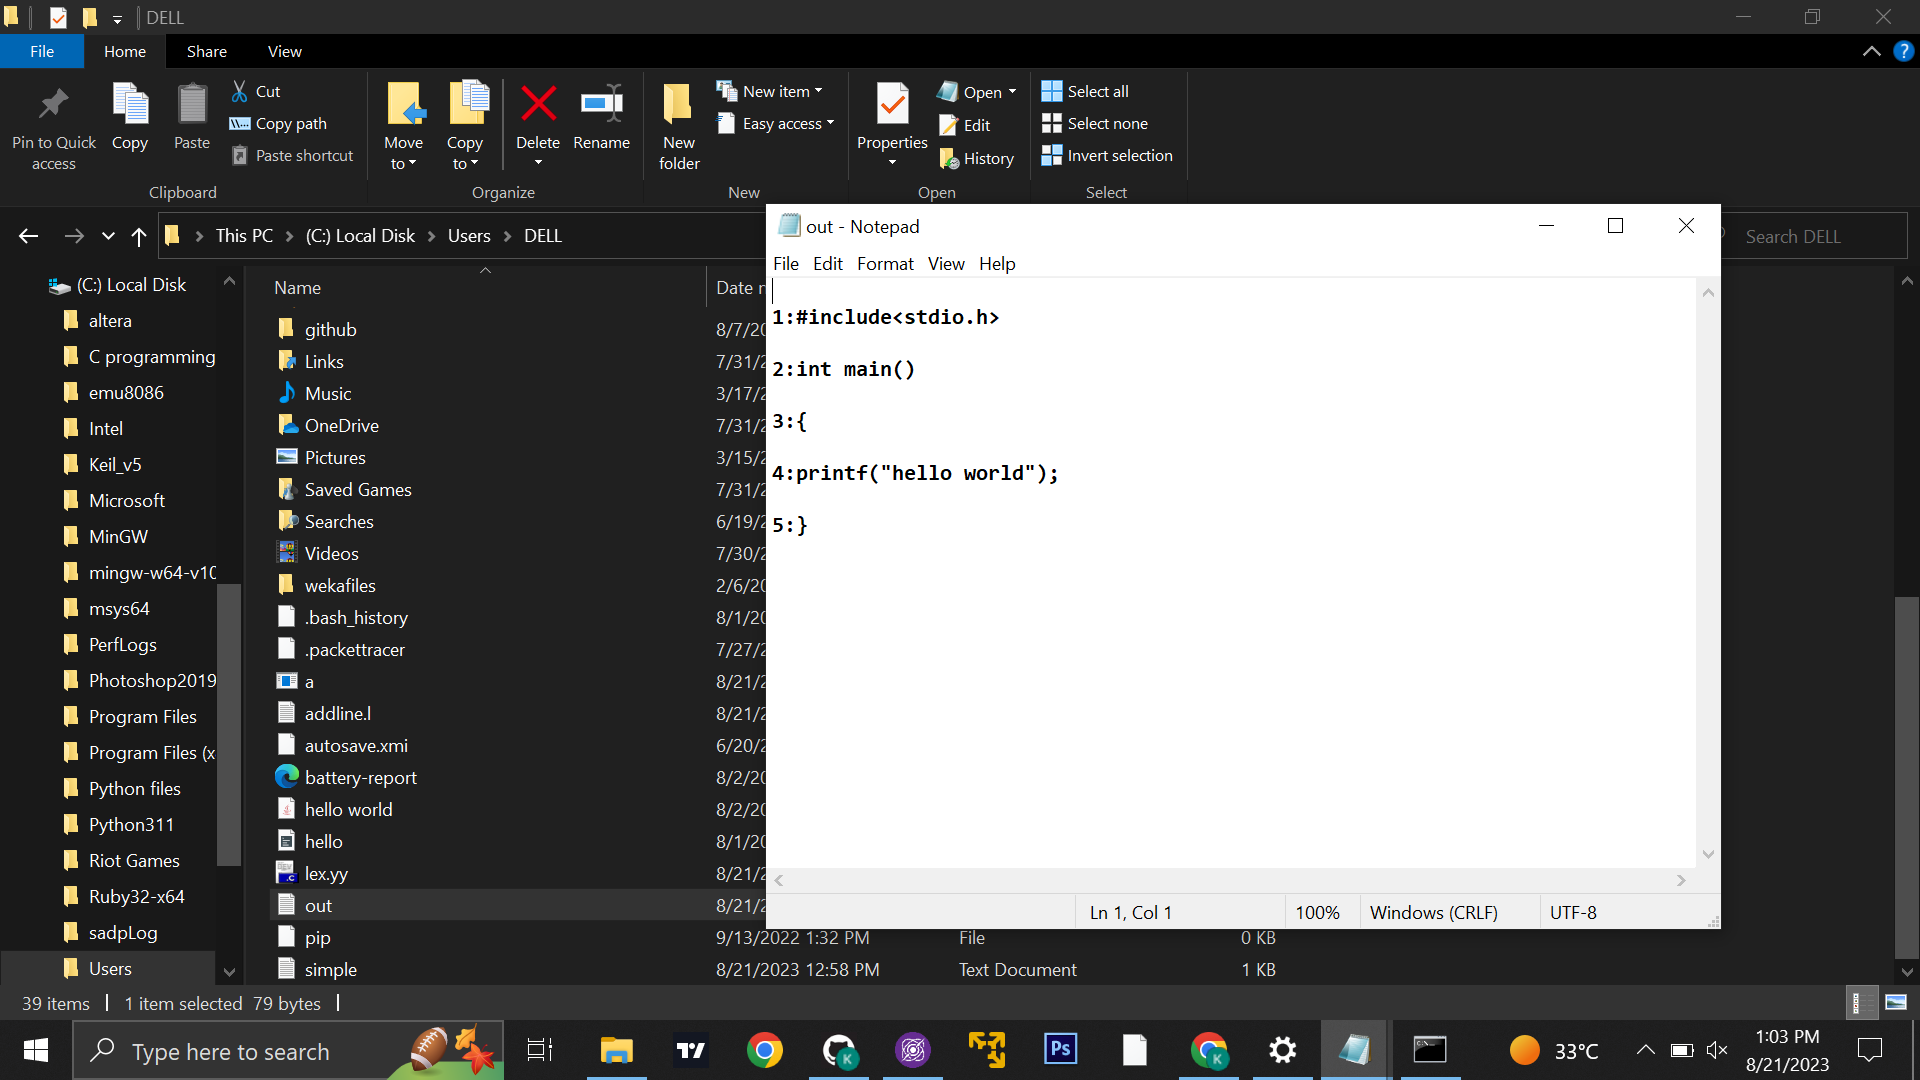 DELL
File Home Share View
Pin to Quick access
Copy
Paste
Cut
Copy path
Paste shortcut
Clipboard
Move to
Copy to
Delete
Rename
Organize
New folder
New item
Easy access
New
Properties
Open
Edit
History
Open
Select all
Select none
Invert selection
Select
This PC (C:) Local Disk Users DELL
Search DELL
(C:) Local Disk
altera
C programming
emu8086
Intel
Keil_v5
Microsoft
MinGW
mingw-w64-v10
msys64
PerfLogs
Photoshop2019
Program Files
Program Files (x
Python files
Python311
Riot Games
Ruby32-x64
sadpLog
Users
Name Date
github 8/7/20
Links 7/31/2
Music 3/17/2
OneDrive 7/31/2
Pictures 3/15/2
Saved Games 7/31/2
Searches 6/19/2
Videos 7/30/2
wekafiles 2/6/20
.bash_history 8/1/20
.packettracer 7/27/2
a 8/21/2
addline.l 8/21/2
autosave.xmi 6/20/2
battery-report 8/2/20
hello world 8/2/20
hello 8/1/20
lex.yy 8/21/2
out 8/21/2
pip 9/13/2022 1:32 PM File 0 KB
simple 8/21/2023 12:58 PM Text Document 1 KB
out - Notepad
File Edit Format View Help
1:#include<stdio.h>
2:int main()
3:{
4:printf("hello world");
5:}
Ln 1, Col 1 100% Windows (CRLF) UTF-8
39 items 1 item selected 79 bytes
Type here to search
K
Ps
K
33°C
1:03 PM
8/21/2023